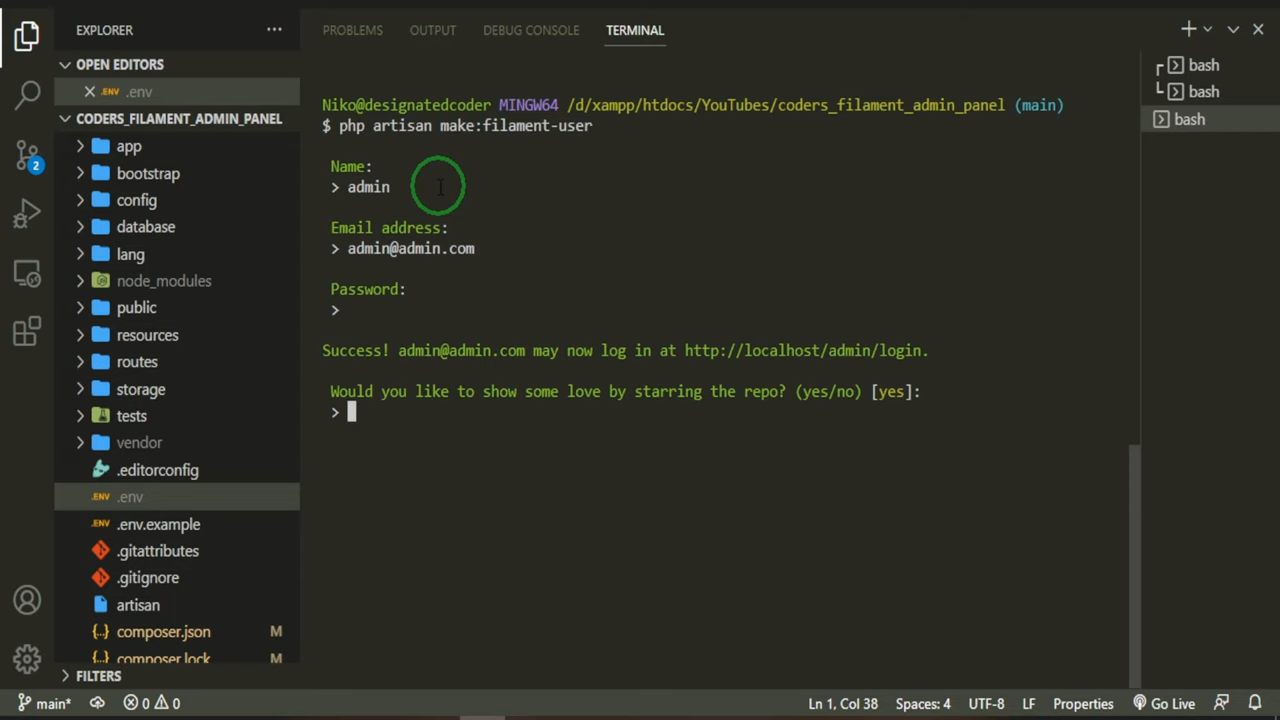 EXPLORER
OPEN EDITORS
.ENV .env
CODERS_FILAMENT_ADMIN_PANEL
app
bootstrap
config
database
lang
node_modules
public
resources
routes
storage
tests
vendor
.editorconfig
.ENV .env
.ENV .env.example
.gitattributes
.gitignore
artisan
{..} composer.json M
{..} composer.lock M
FILTERS
2
PROBLEMS OUTPUT DEBUG CONSOLE TERMINAL
Niko@designatedcoder MINGW64 /d/xampp/htdocs/YouTubes/coders_filament_admin_panel (main)
$ php artisan make:filament-user
Name:
> admin
Email address:
> admin@admin.com
Password:
>
Success! admin@admin.com may now log in at http://localhost/admin/login.
Would you like to show some love by starring the repo? (yes/no) [yes]:
>
bash
bash
bash
main* 0 0 Ln 1, Col 38 Spaces: 4 UTF-8 LF Properties Go Live